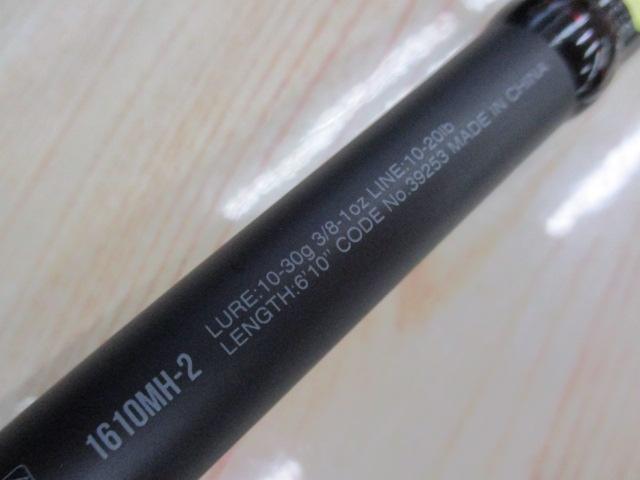 1610MH-2
LURE:10-30g 3/8-1oz LINE:10-20lb
LENGTH:6'10" CODE No.39253 MADE IN CHINA